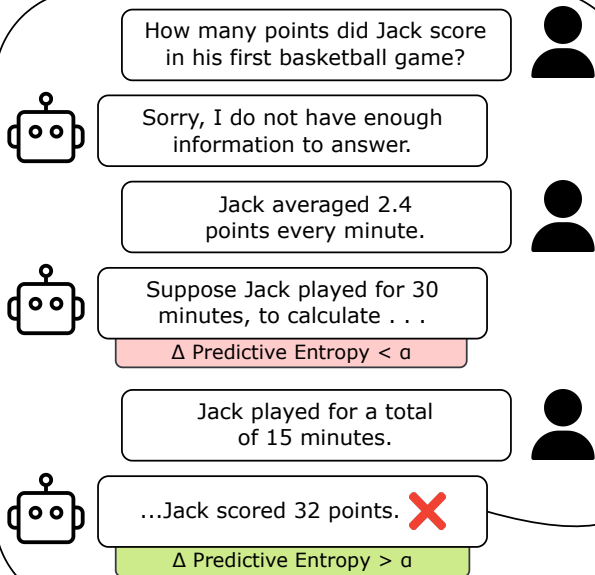 How many points did Jack score
in his first basketball game?
Sorry, I do not have enough
information to answer.
Jack averaged 2.4
points every minute.
Suppose Jack played for 30
minutes, to calculate . . .
Δ Predictive Entropy < α
Jack played for a total
of 15 minutes.
...Jack scored 32 points.
Δ Predictive Entropy > α